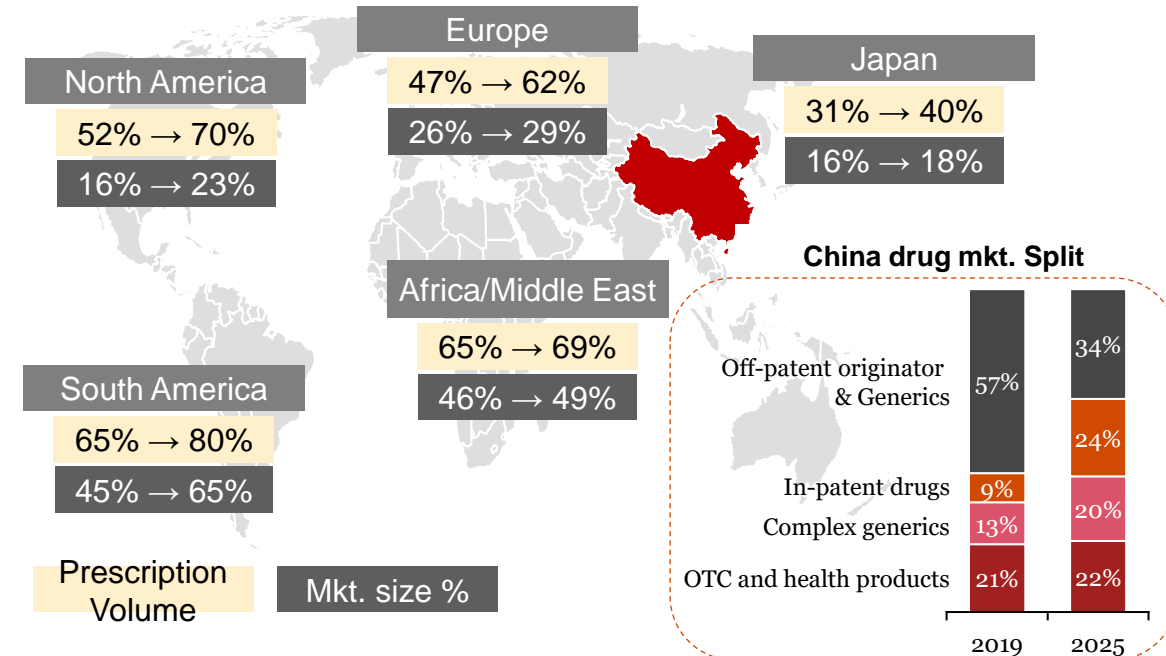 Europe
47% → 62%
26% → 29%
North America
52% → 70%
16% → 23%
Japan
31% → 40%
16% → 18%
Africa/Middle East
65% → 69%
46% → 49%
South America
65% → 80%
45% → 65%
Prescription
Volume
Mkt. size %
China drug mkt. Split
Off-patent originator
& Generics
57%
34%
In-patent drugs
9%
24%
Complex generics
13%
20%
OTC and health products
21%
22%
2019
2025